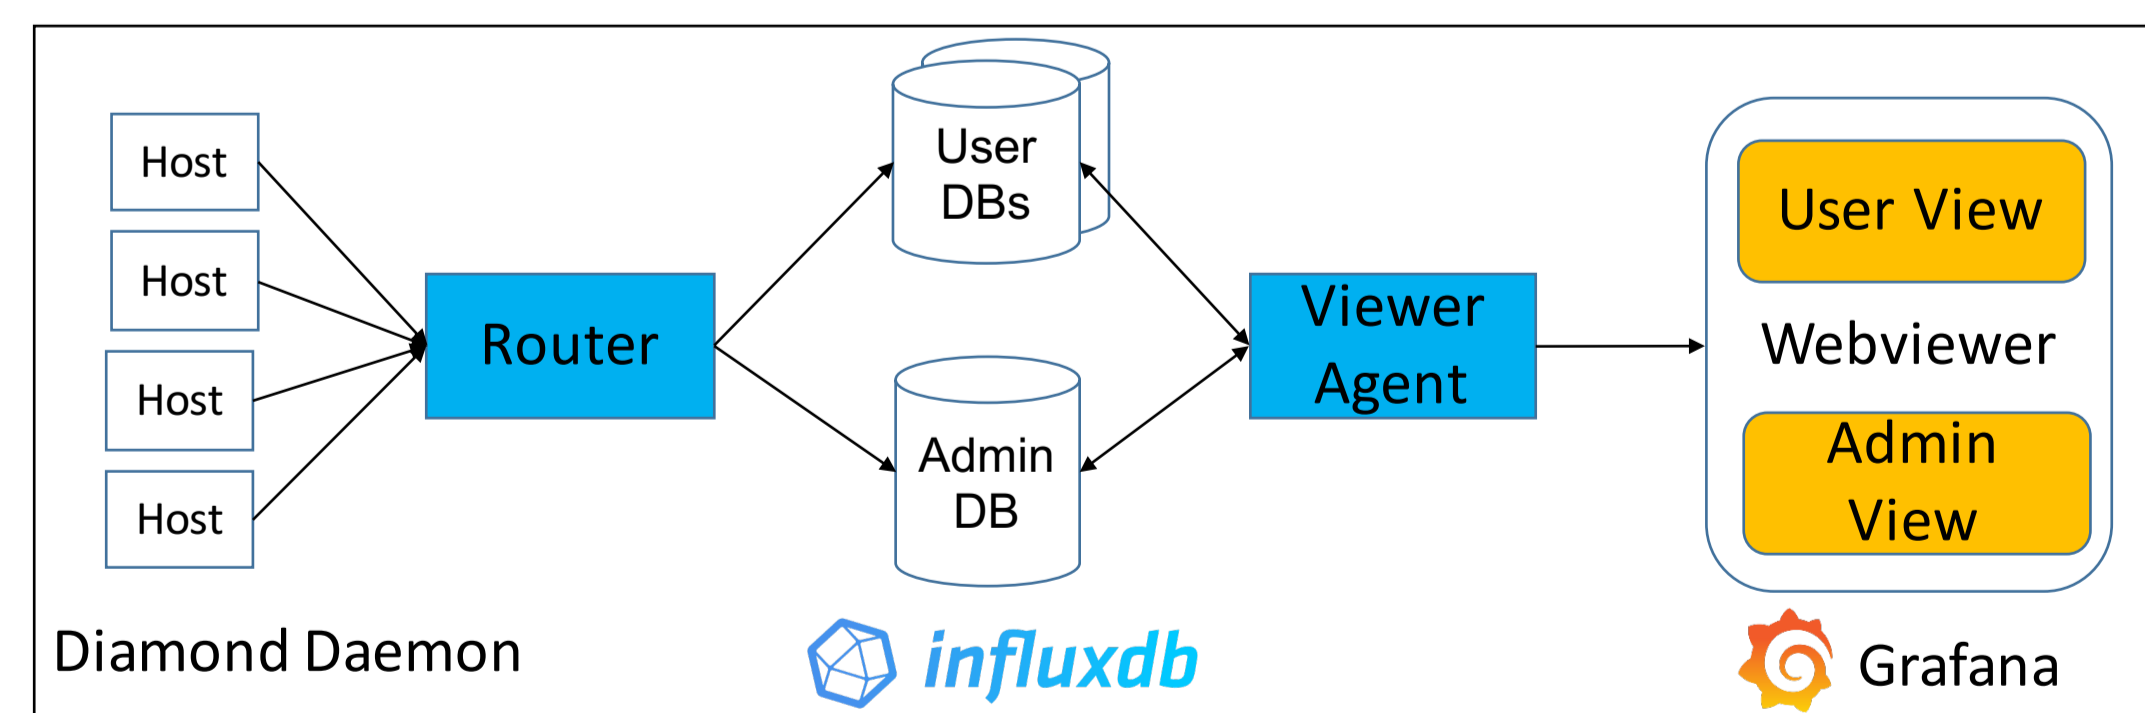 Host
Host
Host
Host
Diamond Daemon
Router
User
DBs
Admin
DB
influxdb
Viewer
Agent
User View
Webviewer
Admin
View
Grafana